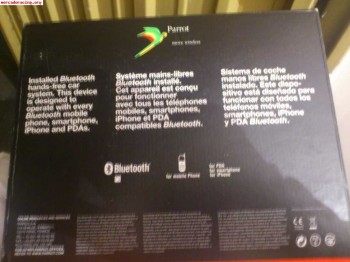 www.mercadoracing.org
Parrot
Installed Bluetooth
hands-free car
system. This device
is designed to
operate with every
Bluetooth mobile
phone, smartphone,
iPhone and PDAs.
Système mains-libres
Bluetooth installé.
Cet appareil est conçu
pour fonctionner
avec tous les téléphones
mobiles, smartphones,
iPhone et PDA
compatibles Bluetooth.
Sistema de coche
manos libres Bluetooth
instalado. Este dispo-
sitivo está diseñado para
funcionar con todos los
teléfonos móviles,
smartphones, iPhone
y PDA Bluetooth.
Bluetooth
for mobile Phone
for PDA
for smartphone
for iPhone